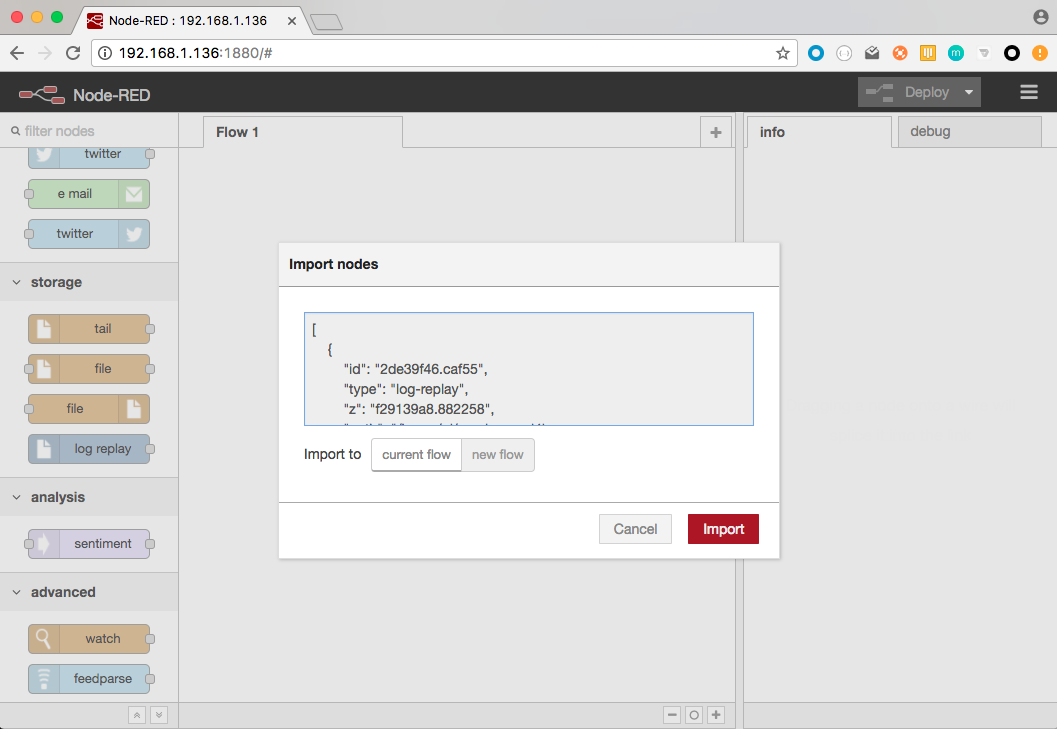 Node-RED : 192.168.1.136
192.168.1.136:1880/#
Node-RED
Deploy
filter nodes
Flow 1
info
debug
twitter
e mail
twitter
storage
tail
file
file
log replay
analysis
sentiment
advanced
watch
feedparse
Import nodes
[
{
"id": "2de39f46.caf55",
"type": "log-replay",
"z": "f29139a8.882258",
Import to
current flow
new flow
Cancel
Import